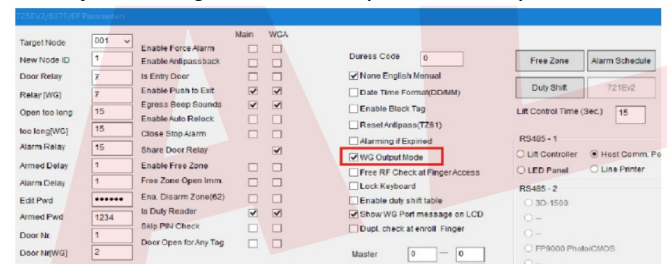 725EV2/837E/EF Parameters
Main WGA
Target Node 001
New Node ID 1
Door Relay 7
Relay [WG] 7
Open too long 15
too long[WG] 15
Alarm Relay 15
Armed Delay 1
Alarm Delay 1
Edit Pwd ••••••
Armed Pwd 1234
Door Nr. 1
Door Nr[WG] 2
Enable Force Alarm
Enable Antipassback
Is Entry Door
Enable Push to Exit
Egress Beep Sounds
Enable Auto Relock
Close Stop Alarm
Share Door Relay
Enable Free Zone
Free Zone Open Imm.
Ena. Disarm Zone(62)
Is Duty Reader
Skip PIN Check
Door Open for Any Tag
Duress Code 0
None English Menual
Date Time Format(DD/MM)
Enable Black Tag
Reset Antipass(TZ61)
Alarming if Expired
WG Output Mode
Free RF Check at Finger Access
Lock Keyboard
Enable duty shift table
Show WG Port message on LCD
Dupl. check at enroll Finger
Master 0 — 0
Free Zone Alarm Schedule
Duty Shift 721Ev2
Lift Control Time (Sec.) 15
RS485 - 1
Lift Controller Host Comm. Po
LED Panel Line Printer
RS485 - 2
3D-1500
--
--
FP9000 Photo/CMOS